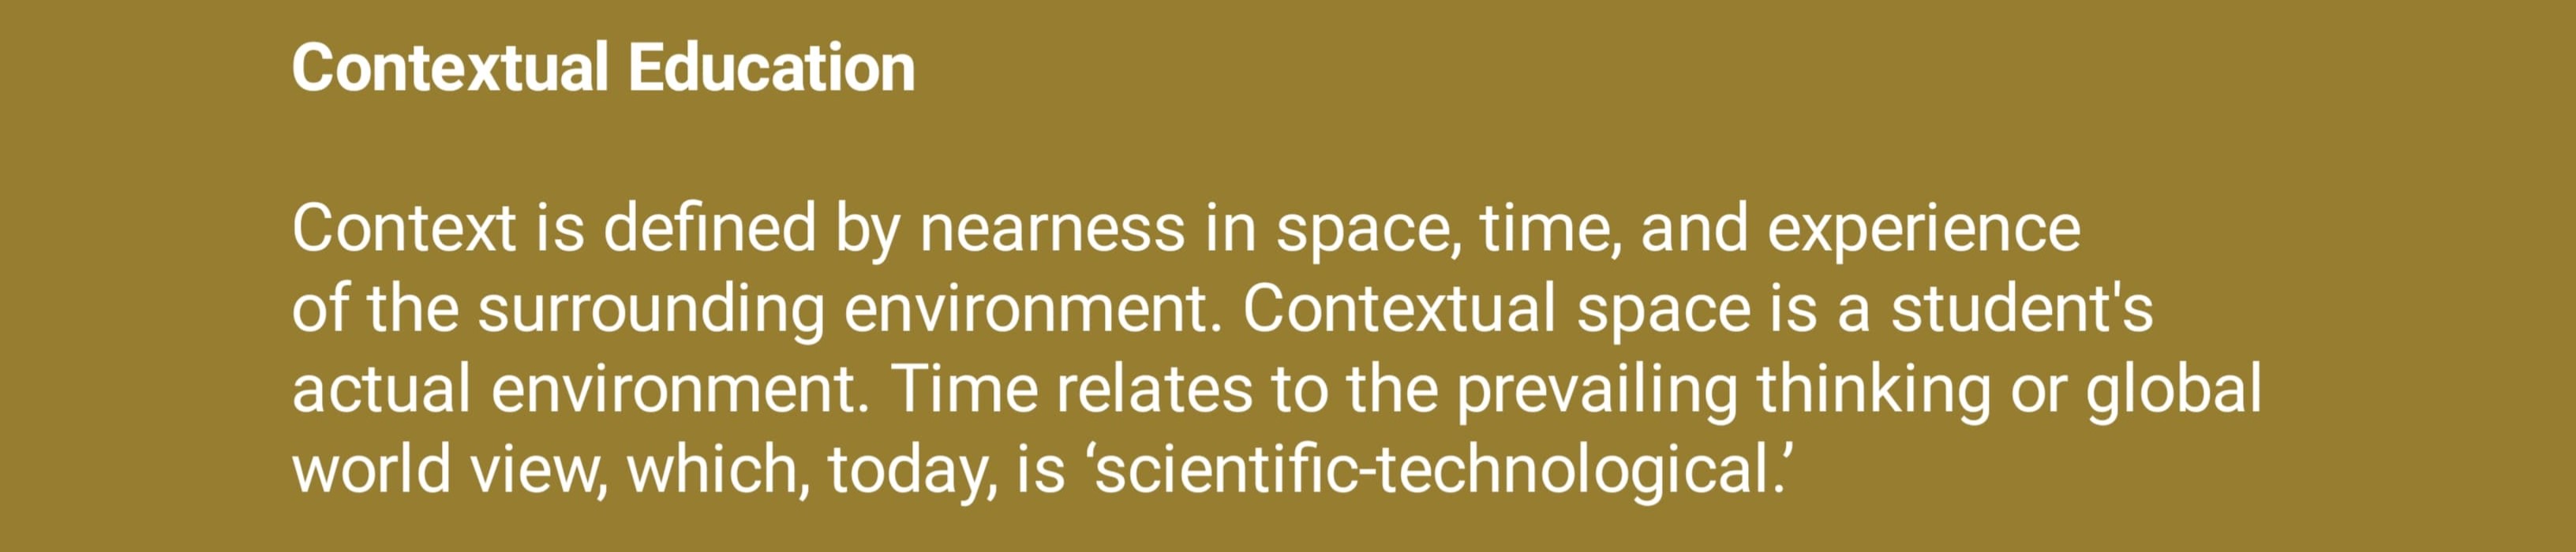 Contextual Education
Context is defined by nearness in space, time, and experience
of the surrounding environment. Contextual space is a student's
actual environment. Time relates to the prevailing thinking or global
world view, which, today, is ‘scientific-technological.’